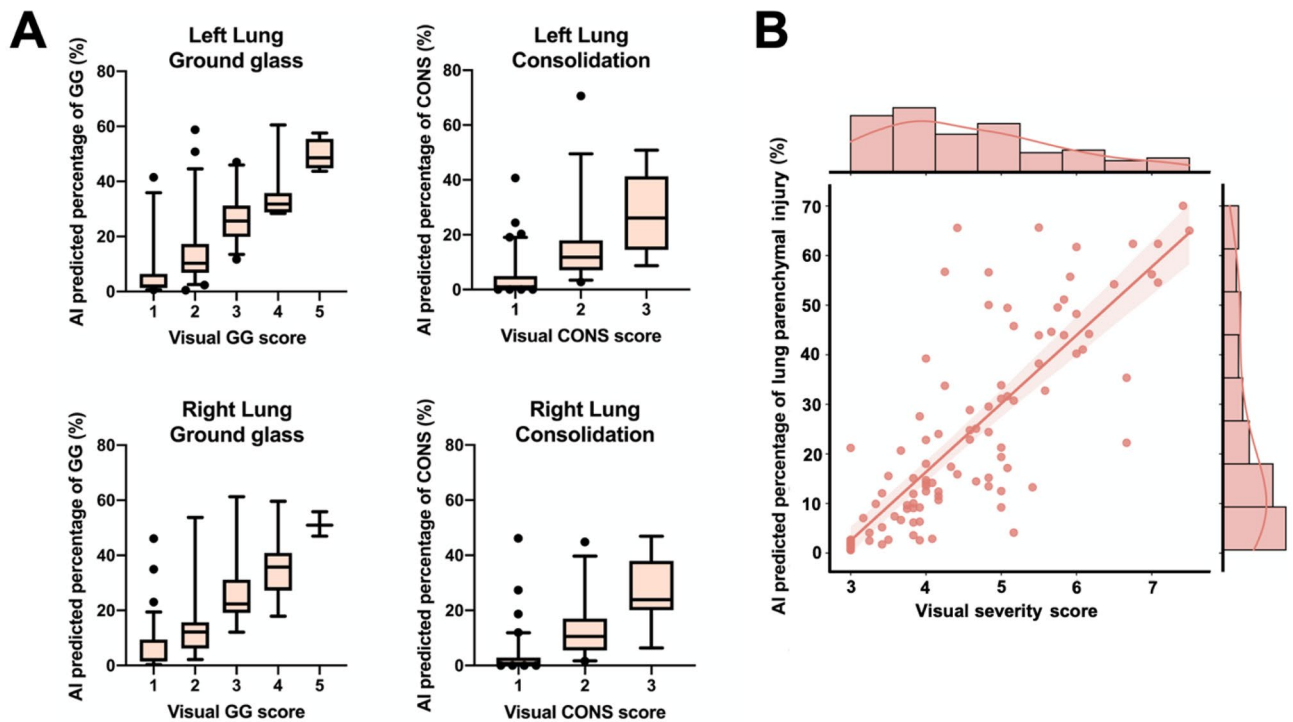 A
B
Left Lung
Ground glass
AI predicted percentage of GG (%)
80
60
40
20
0
1 2 3 4 5
Visual GG score
Left Lung
Consolidation
AI predicted percentage of CONS (%)
80
60
40
20
0
1 2 3
Visual CONS score
Right Lung
Ground glass
AI predicted percentage of GG (%)
80
60
40
20
0
1 2 3 4 5
Visual GG score
Right Lung
Consolidation
AI predicted percentage of CONS (%)
80
60
40
20
0
1 2 3
Visual CONS score
AI predicted percentage of lung parenchymal injury (%)
70
60
50
40
30
20
10
0
3 4 5 6 7
Visual severity score